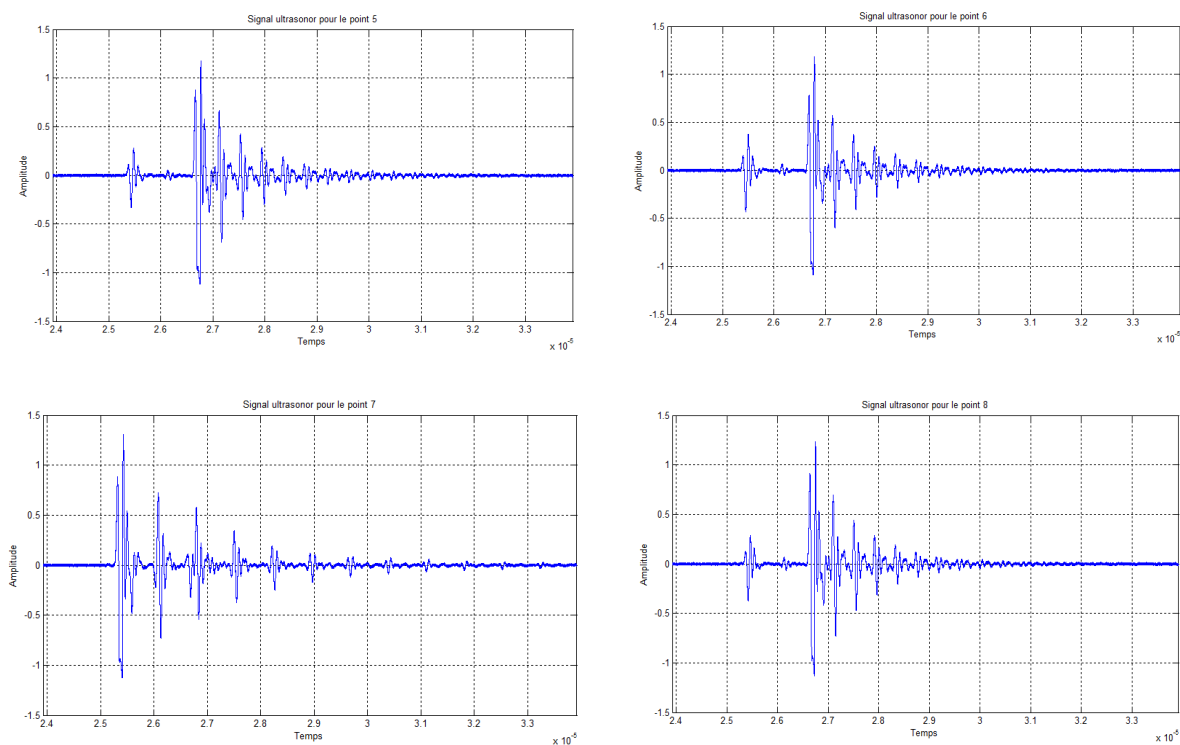 Signal ultrasonor pour le point 5
1.5
1
0.5
0
-0.5
-1
-1.5
Amplitude
2.4 2.5 2.6 2.7 2.8 2.9 3 3.1 3.2 3.3
Temps
x 10^-5
Signal ultrasonor pour le point 6
1.5
1
0.5
0
-0.5
-1
-1.5
Amplitude
2.4 2.5 2.6 2.7 2.8 2.9 3 3.1 3.2 3.3
Temps
x 10^-5
Signal ultrasonor pour le point 7
1.5
1
0.5
0
-0.5
-1
-1.5
Amplitude
2.4 2.5 2.6 2.7 2.8 2.9 3 3.1 3.2 3.3
Temps
x 10^-5
Signal ultrasonor pour le point 8
1.5
1
0.5
0
-0.5
-1
-1.5
Amplitude
2.4 2.5 2.6 2.7 2.8 2.9 3 3.1 3.2 3.3
Temps
x 10^-5